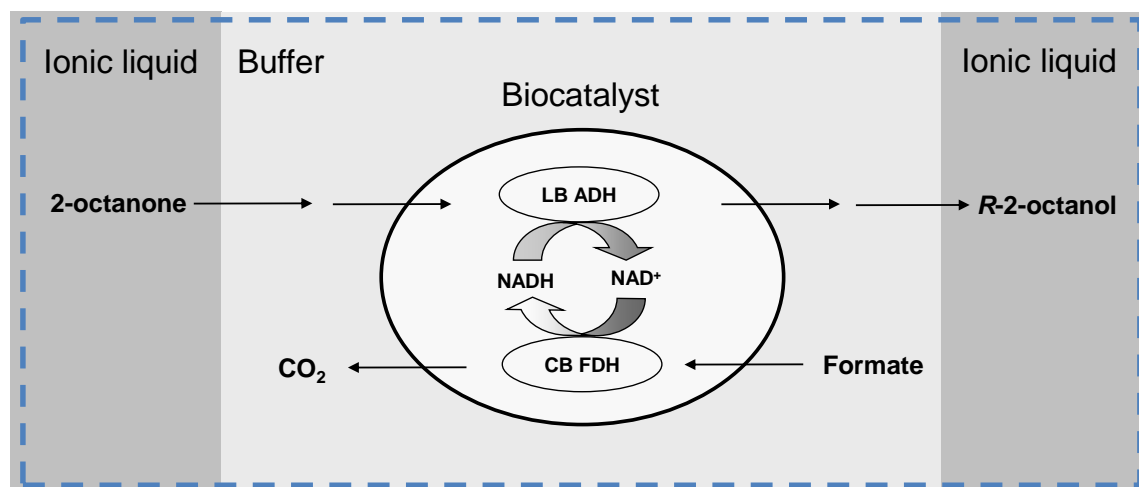 Ionic liquid
Buffer
Ionic liquid
Biocatalyst
LB ADH
2-octanone
R-2-octanol
NADH
NAD⁺
CB FDH
CO₂
Formate